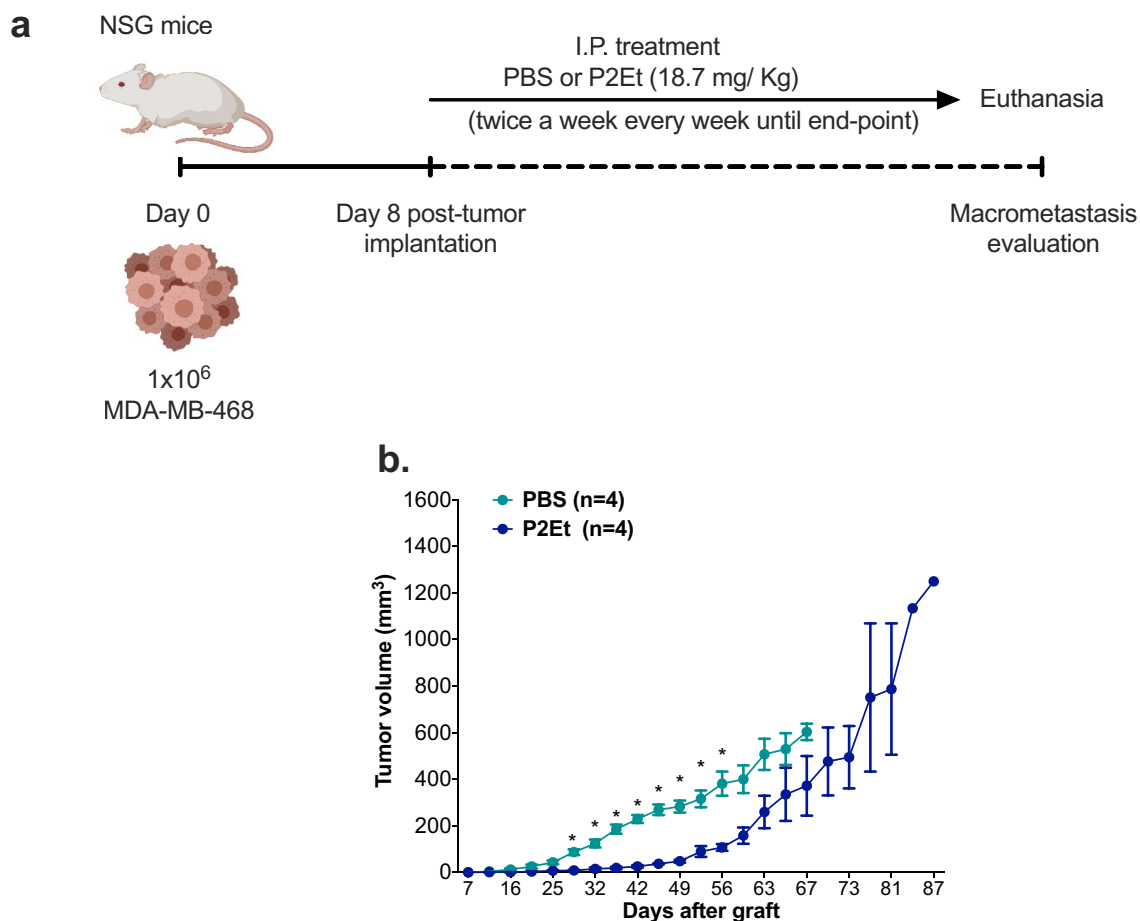 a
NSG mice
I.P. treatment
PBS or P2Et (18.7 mg/ Kg)
(twice a week every week until end-point)
Euthanasia
Day 0
Day 8 post-tumor
implantation
Macrometastasis
evaluation
1x10⁶
MDA-MB-468
b.
PBS (n=4)
P2Et (n=4)
Tumor volume (mm³)
1600
1400
1200
1000
800
600
400
200
0
* * * * * * * *
7 16 25 32 42 49 56 63 67 73 81 87
Days after graft